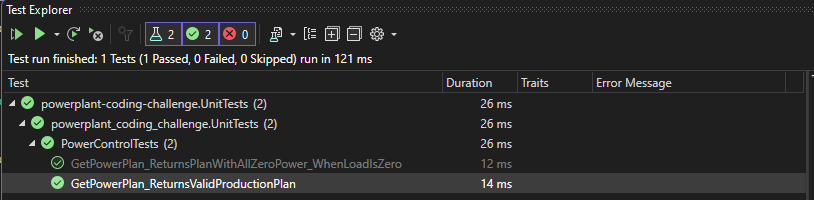 Test Explorer
2 2 0
Test run finished: 1 Tests (1 Passed, 0 Failed, 0 Skipped) run in 121 ms
Test Duration Traits Error Message
powerplant-coding-challenge.UnitTests (2) 26 ms
powerplant_coding_challenge.UnitTests (2) 26 ms
PowerControlTests (2) 26 ms
GetPowerPlan_ReturnsPlanWithAllZeroPower_WhenLoadIsZero 12 ms
GetPowerPlan_ReturnsValidProductionPlan 14 ms